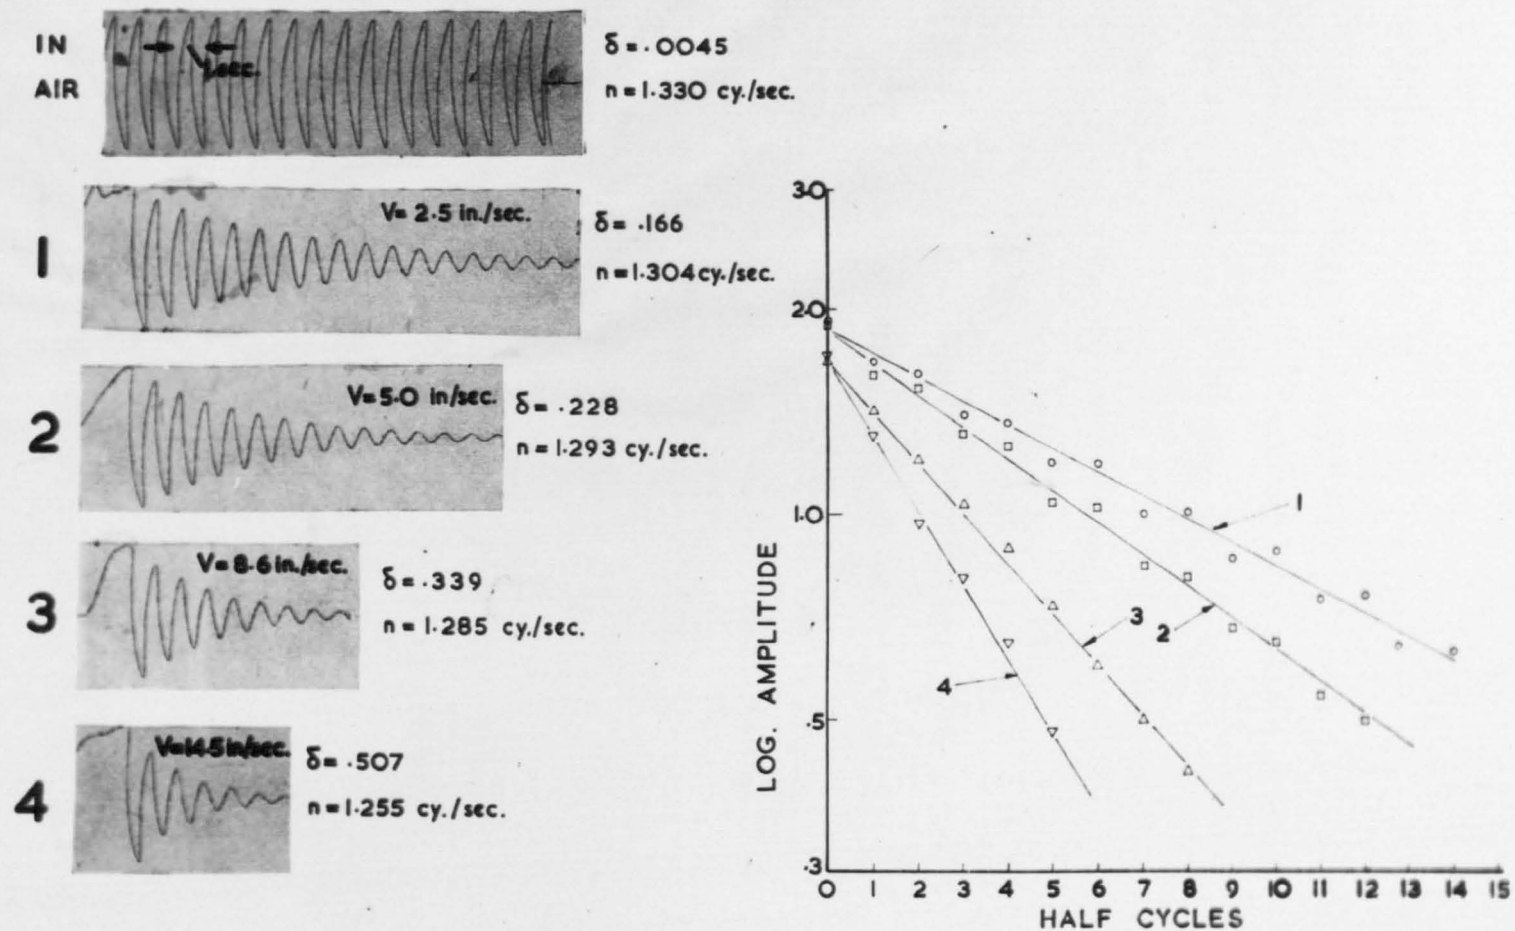 IN
AIR
1 sec.
δ = .0045
n = 1.330 cy./sec.
1
V= 2.5 in./sec.
δ = .166
n = 1.304 cy./sec.
2
V= 5.0 in/sec.
δ = .228
n = 1.293 cy./sec.
3
V= 8.6 in./sec.
δ = .339
n = 1.285 cy./sec.
4
V= 14.5 in/sec.
δ = .507
n = 1.255 cy./sec.
LOG. AMPLITUDE
3.0
2.0
1.0
.5
.3
1
2
3
4
0 1 2 3 4 5 6 7 8 9 10 11 12 13 14 15
HALF CYCLES